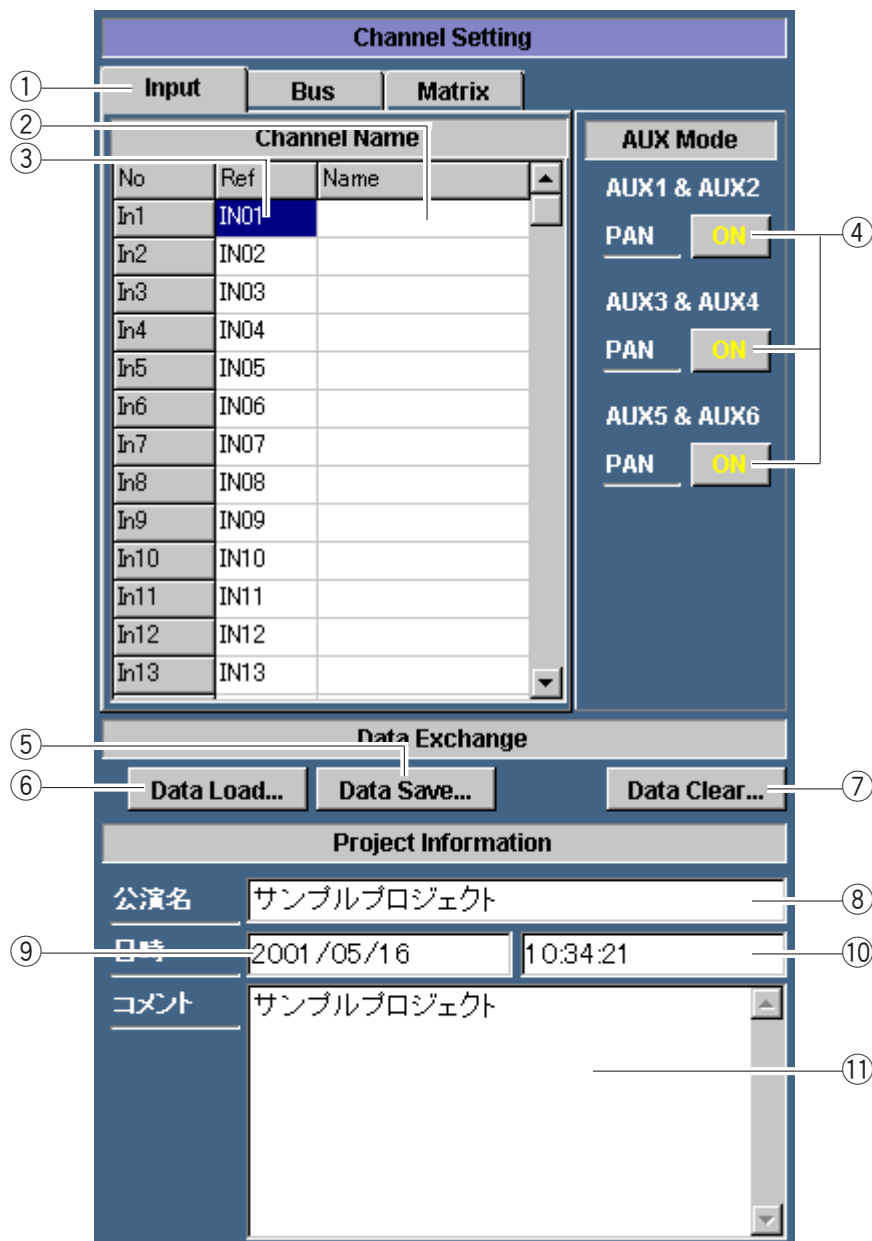 Channel Setting
① Input Bus Matrix
② Channel Name AUX Mode
③
No Ref Name
AUX1 & AUX2
In1 IN01
PAN ON ④
In2 IN02
In3 IN03
AUX3 & AUX4
In4 IN04
PAN ON
In5 IN05
In6 IN06
AUX5 & AUX6
In7 IN07
PAN ON
In8 IN08
In9 IN09
In10 IN10
In11 IN11
In12 IN12
In13 IN13
⑤ Data Exchange
⑥ Data Load... Data Save... Data Clear... ⑦
Project Information
公演名 サンプルプロジェクト ⑧
⑨ 日時 2001/05/16 10:34:21 ⑩
コメント サンプルプロジェクト
⑪